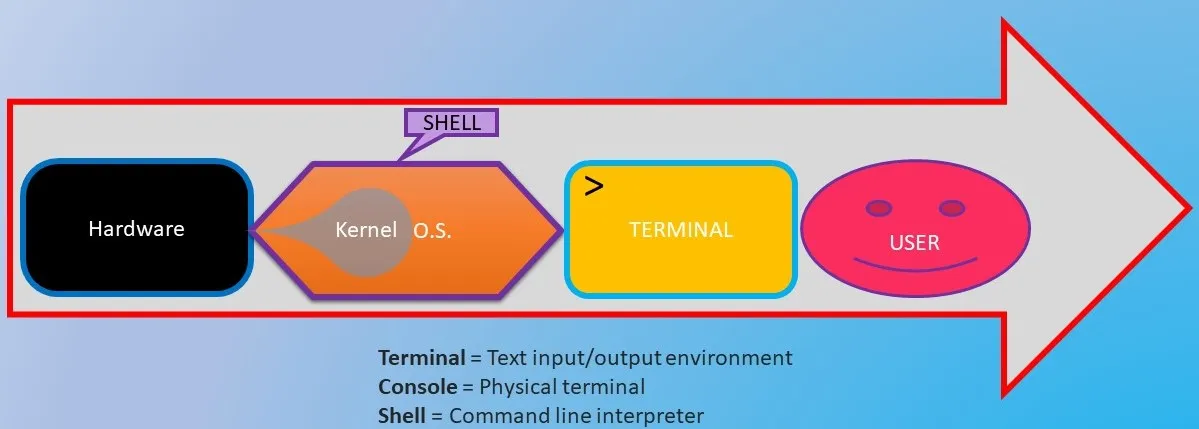 SHELL
Hardware
Kernel O.S.
>
TERMINAL
USER
Terminal = Text input/output environment
Console = Physical terminal
Shell = Command line interpreter